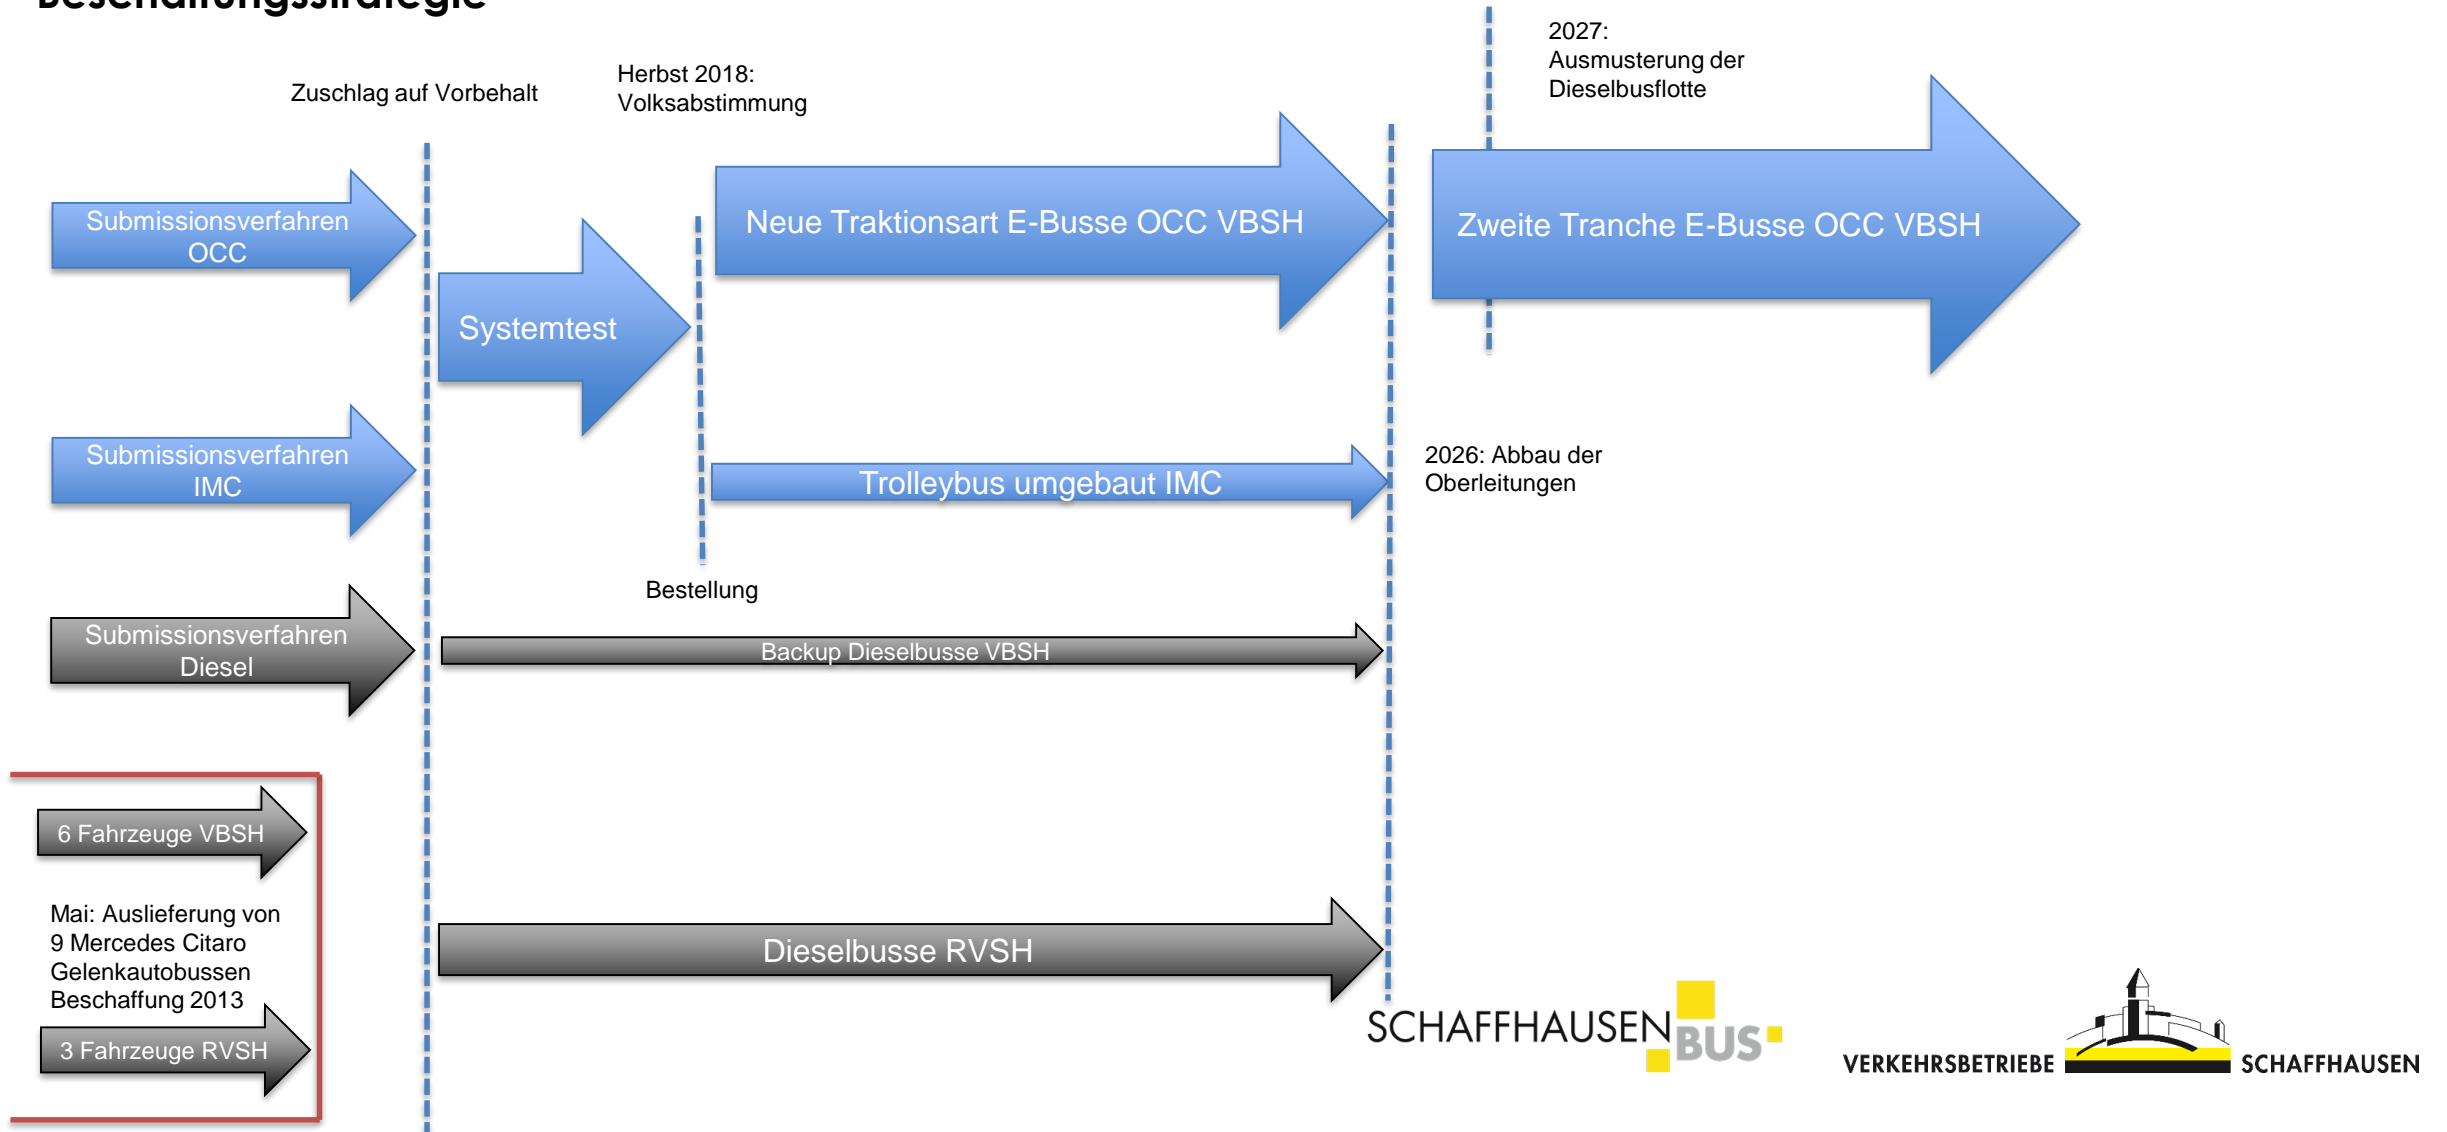 Beschaffungsstrategie
Zuschlag auf Vorbehalt
Herbst 2018:
Volksabstimmung
2027:
Ausmusterung der
Dieselbusflotte
Submissionsverfahren
OCC
Systemtest
Neue Traktionsart E-Busse OCC VBSH
Zweite Tranche E-Busse OCC VBSH
Submissionsverfahren
IMC
Trolleybus umgebaut IMC
2026: Abbau der
Oberleitungen
Bestellung
Submissionsverfahren
Diesel
Backup Dieselbusse VBSH
6 Fahrzeuge VBSH
Mai: Auslieferung von
9 Mercedes Citaro
Gelenkautobussen
Beschaffung 2013
3 Fahrzeuge RVSH
Dieselbusse RVSH
SCHAFFHAUSEN
BUS
VERKEHRSBETRIEBE SCHAFFHAUSEN